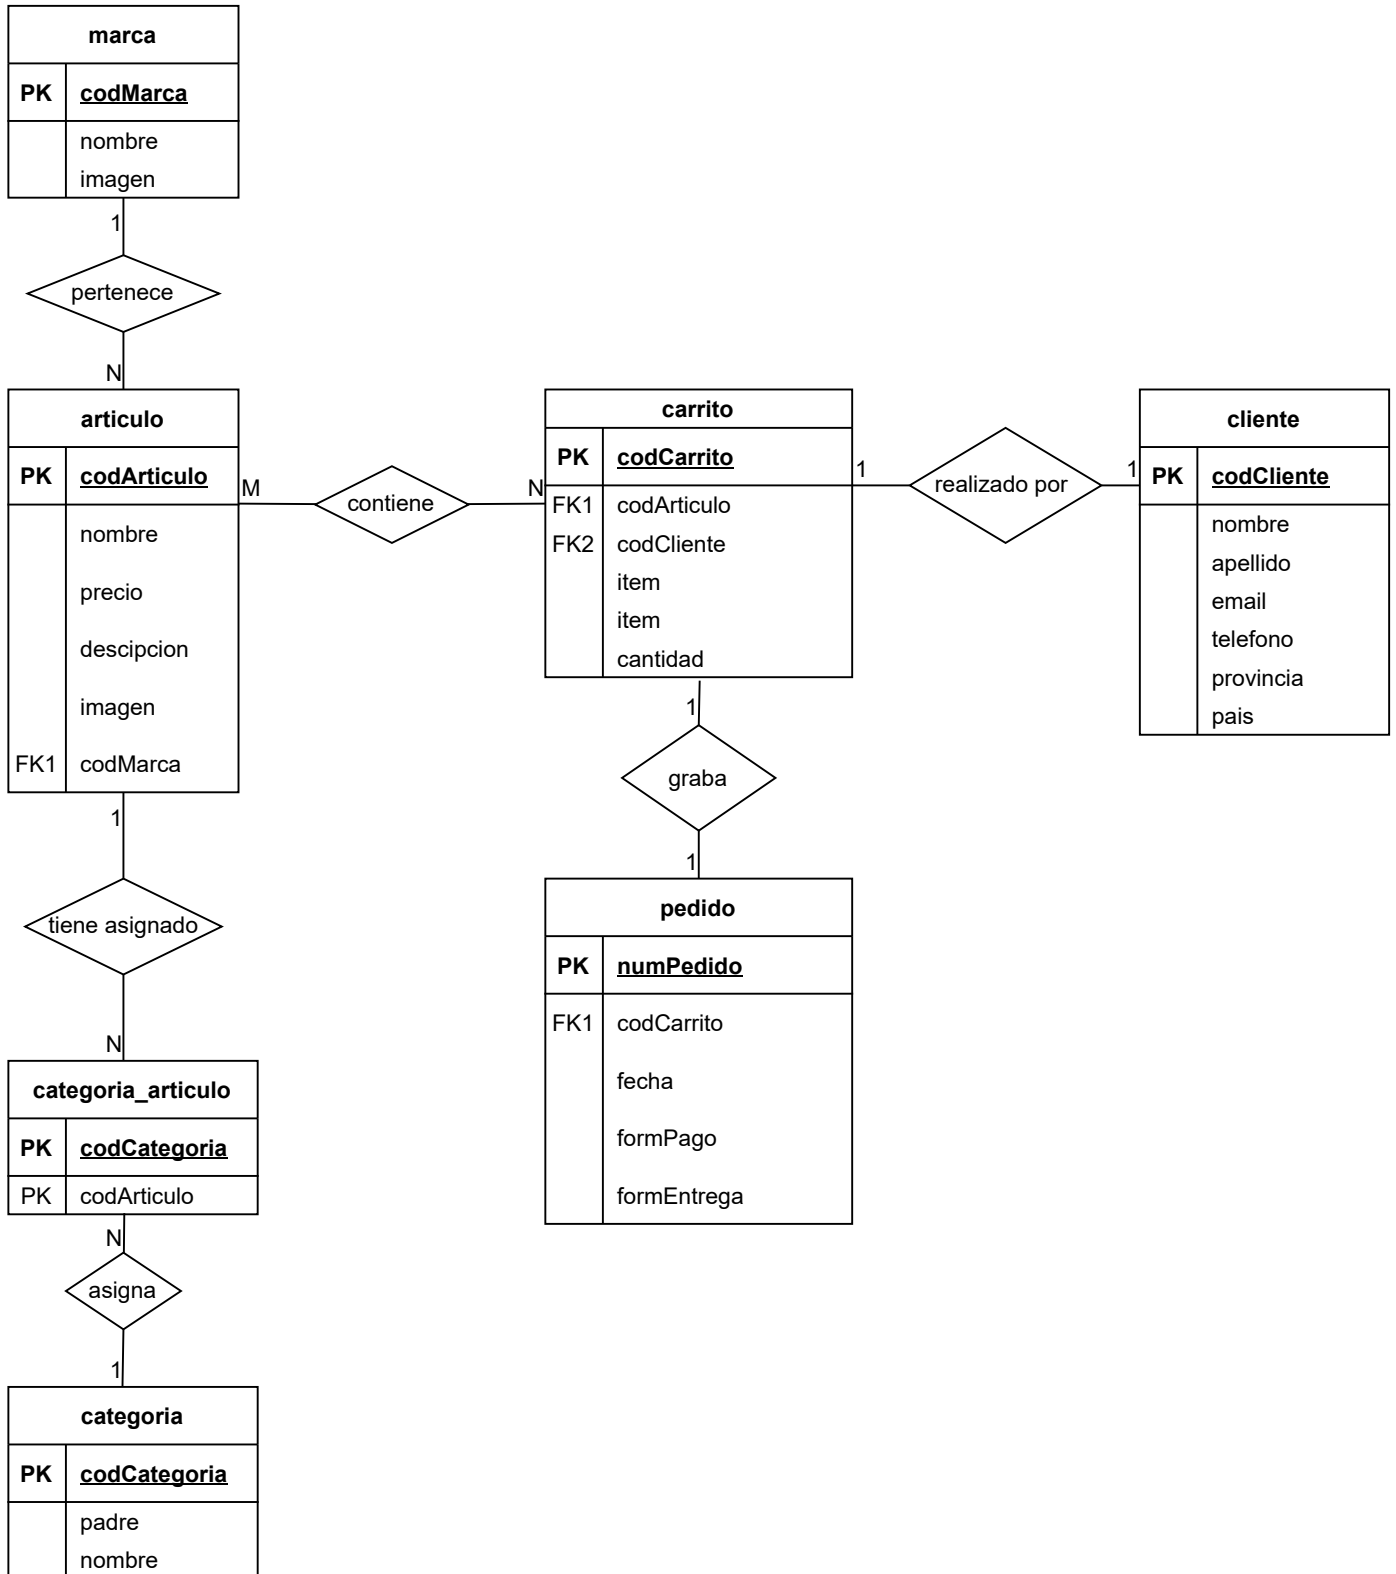 marca
PK codMarca
nombre
imagen
1
pertenece
N
articulo
PK codArticulo
nombre
precio
descipcion
imagen
FK1 codMarca
M
contiene
N
carrito
PK codCarrito
FK1 codArticulo
FK2 codCliente
item
item
cantidad
1
realizado por
1
cliente
PK codCliente
nombre
apellido
email
telefono
provincia
pais
1
graba
1
pedido
PK numPedido
FK1 codCarrito
fecha
formPago
formEntrega
1
tiene asignado
N
categoria_articulo
PK codCategoria
PK codArticulo
N
asigna
1
categoria
PK codCategoria
padre
nombre